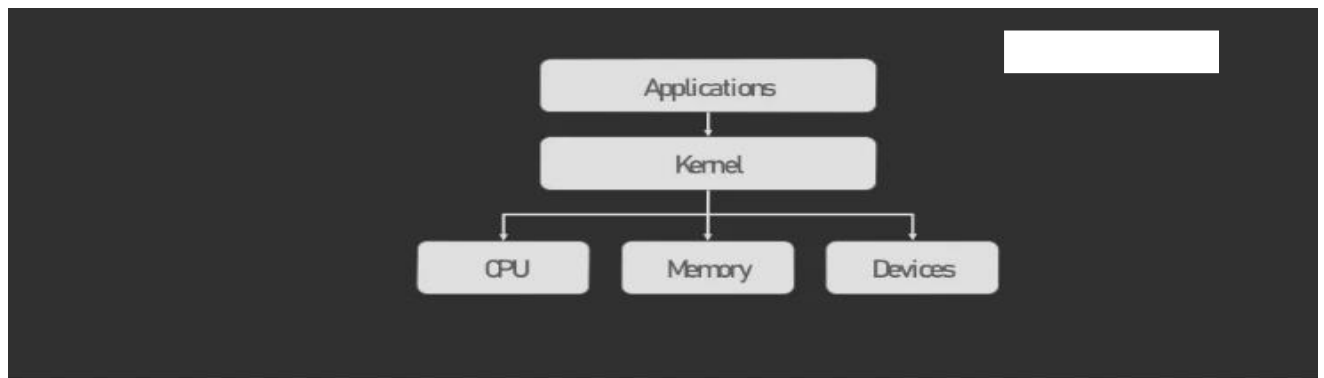 Applications
Kernel
CPU
Memory
Devices